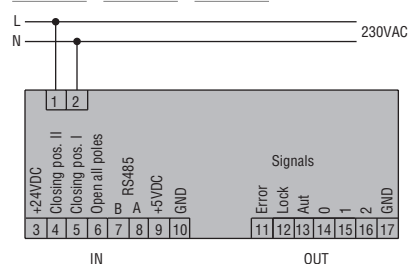 L
N
230VAC
1 2
+24VDC
Closing pos. II
Closing pos. I
Open all poles
RS485
B
A
+5VDC
GND
Signals
Error
Lock
Aut
0
1
2
GND
3 4 5 6 7 8 9 10
11 12 13 14 15 16 17
IN
OUT